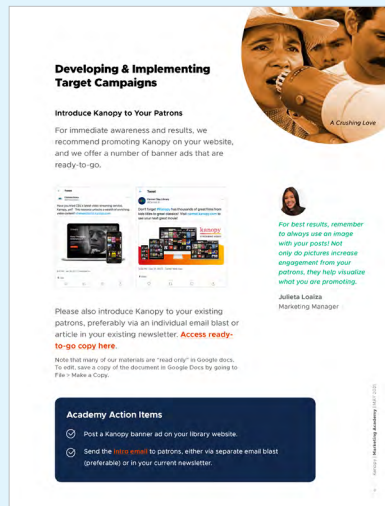 Developing & Implementing
Target Campaigns
A Crushing Love
Introduce Kanopy to Your Patrons
For immediate awareness and results, we
recommend promoting Kanopy on your website,
and we offer a number of banner ads that are
ready-to-go.
Tweet
Tweet
kanopy
For best results, remember
to always use an image
with your posts! Not
only do pictures increase
engagement from your
patrons, they help visualize
what you are promoting.
Julieta Loaiza
Marketing Manager
Please also introduce Kanopy to your existing
patrons, preferably via an individual email blast or
article in your existing newsletter. Access ready-
to-go copy here.
Note that many of our materials are "read only" in Google docs.
To edit, save a copy of the document in Google Docs by going to
File > Make a Copy.
Academy Action Items
Post a Kanopy banner ad on your library website.
Send the intro email to patrons, either via separate email blast
(preferable) or in your current newsletter.
Kanopy | Marketing Academy